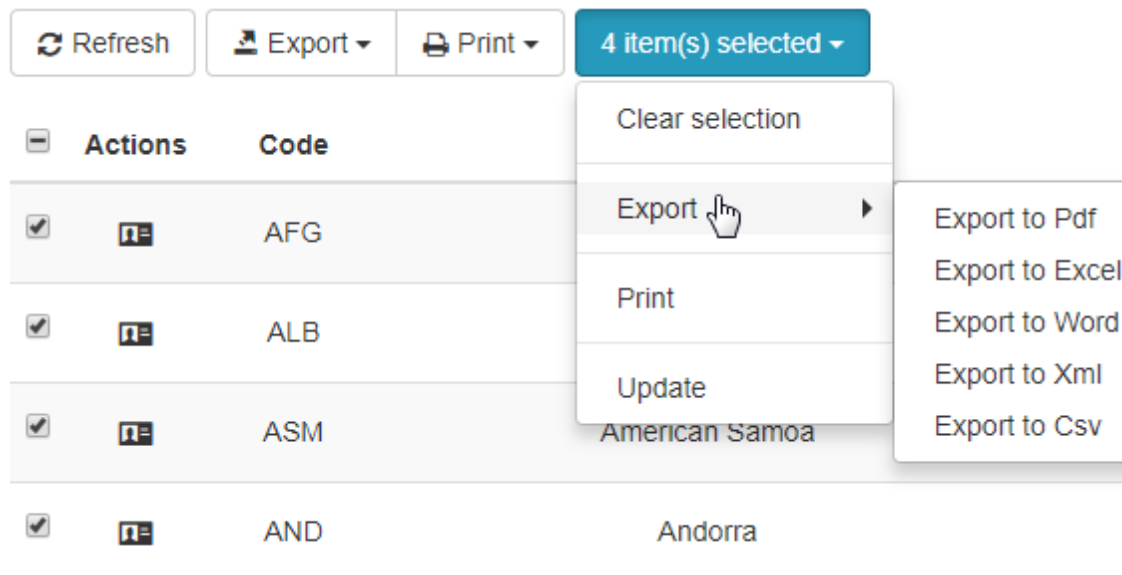 Refresh Export Print 4 item(s) selected
Clear selection
Actions Code
Export
Export to Pdf
AFG
Export to Excel
Print
Export to Word
ALB
Export to Xml
Update
Export to Csv
ASM American Samoa
AND Andorra